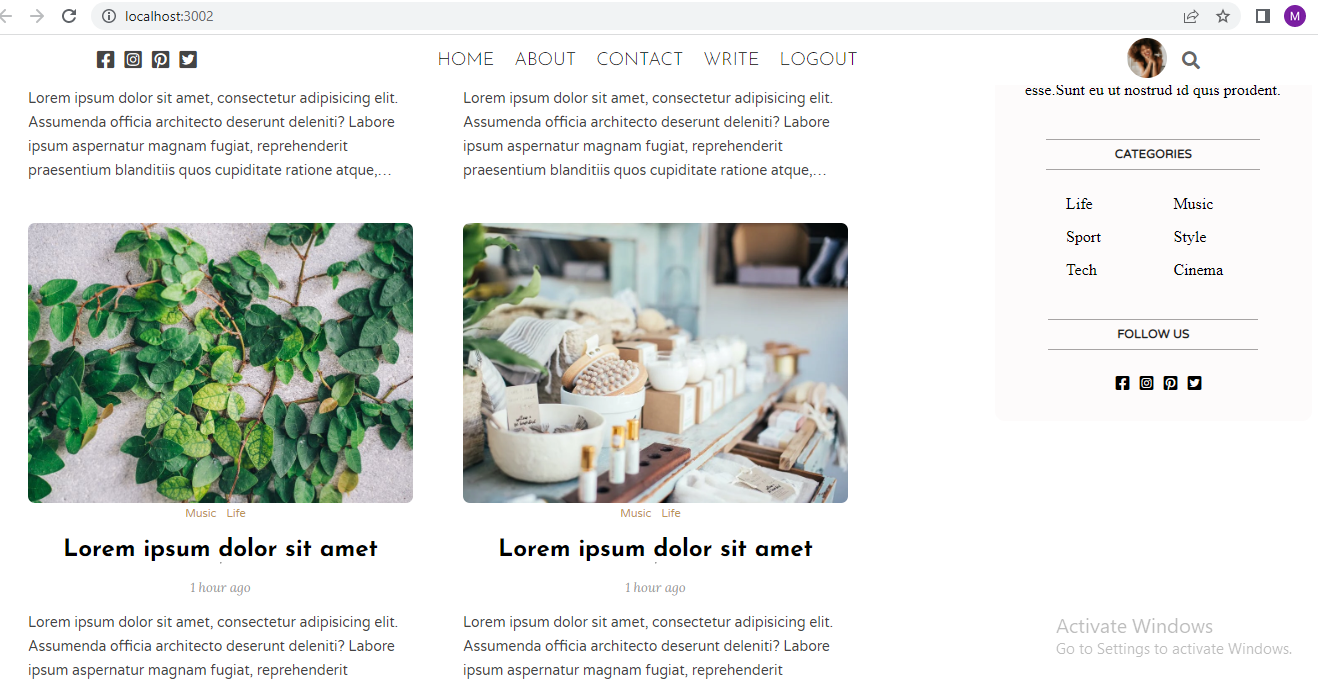 localhost:3002
M
HOME ABOUT CONTACT WRITE LOGOUT
Lorem ipsum dolor sit amet, consectetur adipisicing elit.
Assumenda officia architecto deserunt deleniti? Labore
ipsum aspernatur magnam fugiat, reprehenderit
praesentium blanditiis quos cupiditate ratione atque,...
Lorem ipsum dolor sit amet, consectetur adipisicing elit.
Assumenda officia architecto deserunt deleniti? Labore
ipsum aspernatur magnam fugiat, reprehenderit
praesentium blanditiis quos cupiditate ratione atque,...
Music Life
Lorem ipsum dolor sit amet
1 hour ago
Lorem ipsum dolor sit amet, consectetur adipisicing elit.
Assumenda officia architecto deserunt deleniti? Labore
ipsum aspernatur magnam fugiat, reprehenderit
Music Life
Lorem ipsum dolor sit amet
1 hour ago
Lorem ipsum dolor sit amet, consectetur adipisicing elit.
Assumenda officia architecto deserunt deleniti? Labore
ipsum aspernatur magnam fugiat, reprehenderit
esse.Sunt eu ut nostrud id quis proident.
CATEGORIES
Life Music
Sport Style
Tech Cinema
FOLLOW US
Activate Windows
Go to Settings to activate Windows.